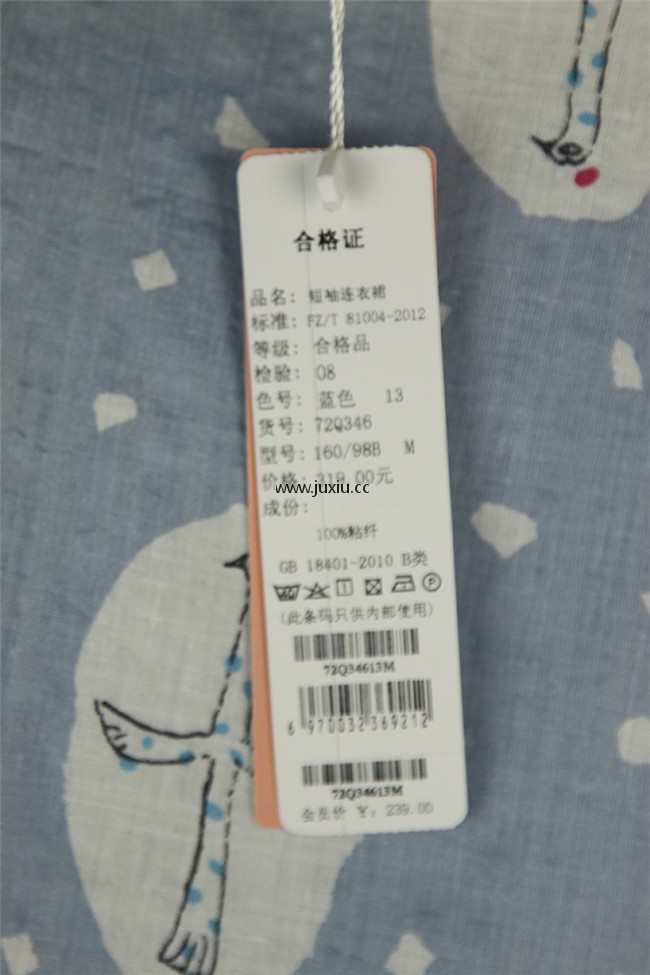 合格证
品名: 短袖连衣裙
标准: FZ/T 81004-2012
等级: 合格品
检验: 08
色号: 蓝色 13
货号: 72Q346
型号: 160/98B M
价格: 319.00元
www.juxiu.cc
成份:
100%粘纤
GB 18401-2010 B类
(此条码只供内部使用)
72Q34613M
6 970032 369212
72Q34613M
会员价 ¥: 239.00